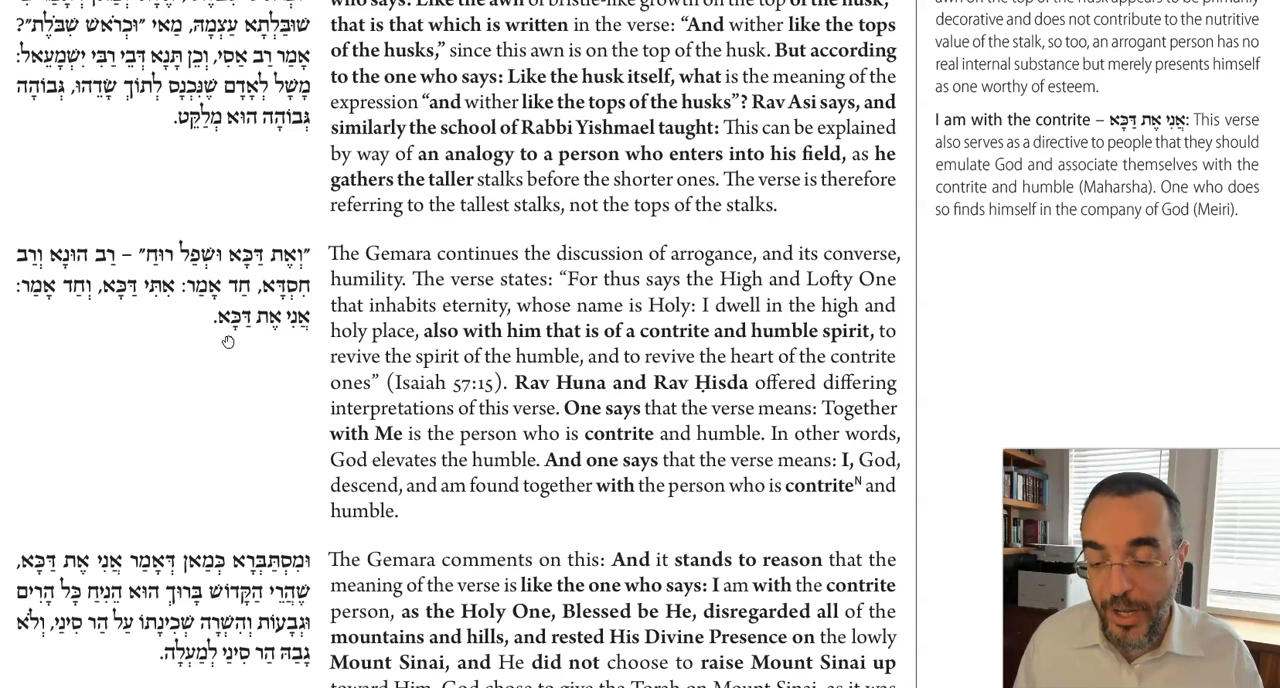 שׁוּבַּלְתָּא עַצְמָהּ, מַאי ״וּכְרֹאשׁ שִׁבֹּלֶת״?
אָמַר רַב אַסִי, וְכֵן תָּנָא דְּבֵי רַבִּי יִשְׁמָעֵאל:
מָשָׁל לְאָדָם שֶׁנִּכְנָס לְתוֹךְ שָׂדֵהוּ, גְּבוֹהָה
גְּבוֹהָה הוּא מְלַקֵּט.
״וְאֶת דַּכָּא וּשְׁפַל רוּחַ״ – רַב הוּנָא וְרַב
חִסְדָּא, חַד אָמַר: אִתִּי דַּכָּא, וְחַד אָמַר:
אֲנִי אֶת דַּכָּא.
וּמִסְתַּבְּרָא כְּמַאן דְּאָמַר אֲנִי אֶת דַּכָּא,
שֶׁהֲרֵי הַקָּדוֹשׁ בָּרוּךְ הוּא הִנִּיחַ כָּל הָרִים
וּגְבָעוֹת וְהִשְׁרָה שְׁכִינָתוֹ עַל הַר סִינַי, וְלֹא
גָּבַהּ הַר סִינַי לְמַעְלָה.
who says: Like the awn of bristle-like growth on the top of the husk,
that is that which is written in the verse: “And wither like the tops
of the husks,” since this awn is on the top of the husk. But according
to the one who says: Like the husk itself, what is the meaning of the
expression “and wither like the tops of the husks”? Rav Asi says, and
similarly the school of Rabbi Yishmael taught: This can be explained
by way of an analogy to a person who enters into his field, as he
gathers the taller stalks before the shorter ones. The verse is therefore
referring to the tallest stalks, not the tops of the stalks.
The Gemara continues the discussion of arrogance, and its converse,
humility. The verse states: “For thus says the High and Lofty One
that inhabits eternity, whose name is Holy: I dwell in the high and
holy place, also with him that is of a contrite and humble spirit, to
revive the spirit of the humble, and to revive the heart of the contrite
ones” (Isaiah 57:15). Rav Huna and Rav Ḥisda offered differing
interpretations of this verse. One says that the verse means: Together
with Me is the person who is contrite and humble. In other words,
God elevates the humble. And one says that the verse means: I, God,
descend, and am found together with the person who is contriteᴺ and
humble.
The Gemara comments on this: And it stands to reason that the
meaning of the verse is like the one who says: I am with the contrite
person, as the Holy One, Blessed be He, disregarded all of the
mountains and hills, and rested His Divine Presence on the lowly
Mount Sinai, and He did not choose to raise Mount Sinai up
toward Him. God chose to give the Torah on Mount Sinai, as it was
awn on the top of the husk appears to be primarily
decorative and does not contribute to the nutritive
value of the stalk, so too, an arrogant person has no
real internal substance but merely presents himself
as one worthy of esteem.
I am with the contrite – אֲנִי אֶת דַּכָּא: This verse
also serves as a directive to people that they should
emulate God and associate themselves with the
contrite and humble (Maharsha). One who does
so finds himself in the company of God (Meiri).